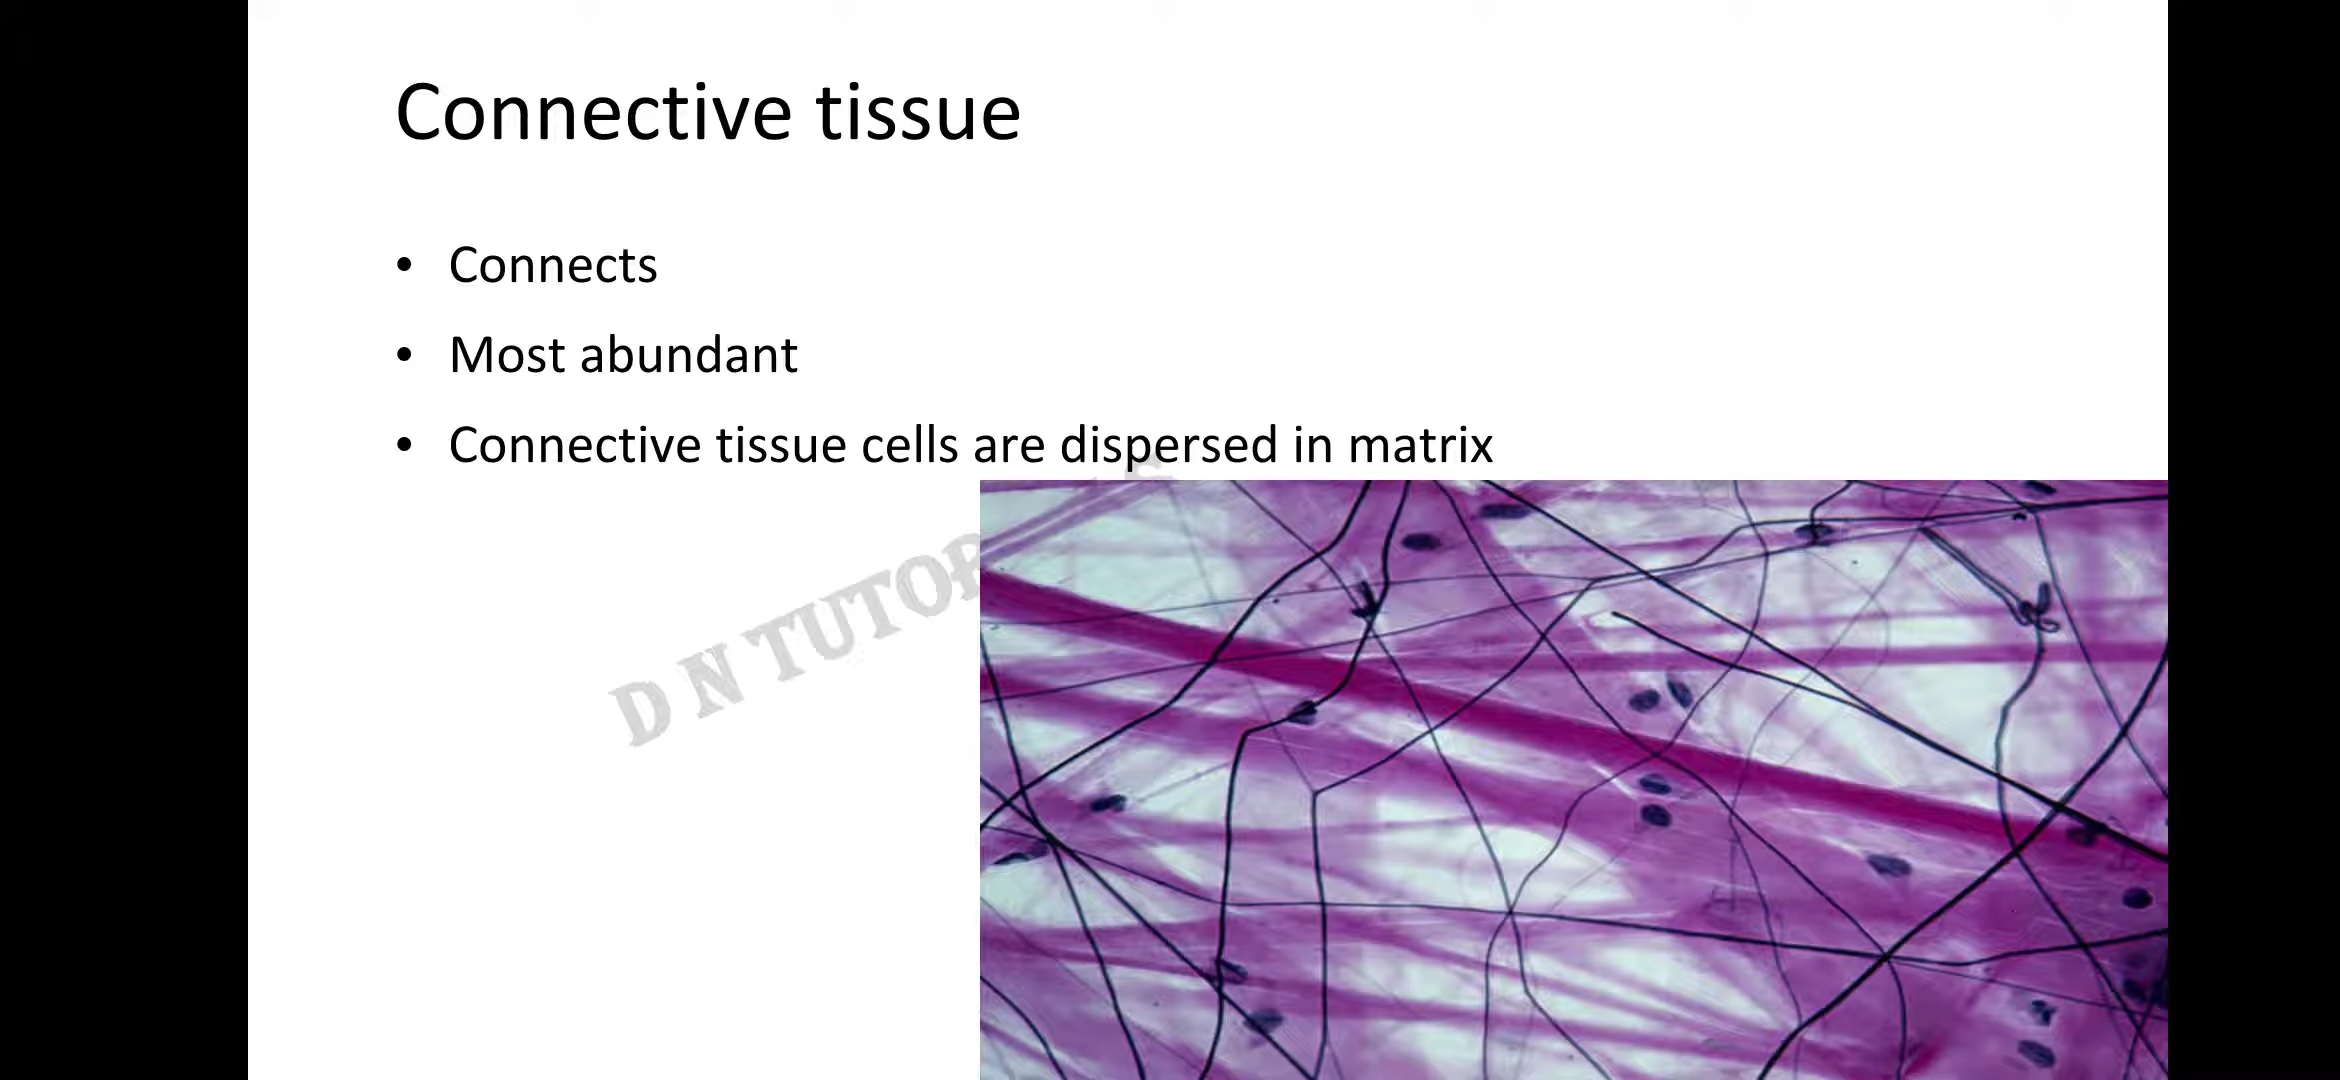 Connective tissue
• Connects
• Most abundant
• Connective tissue cells are dispersed in matrix
D N